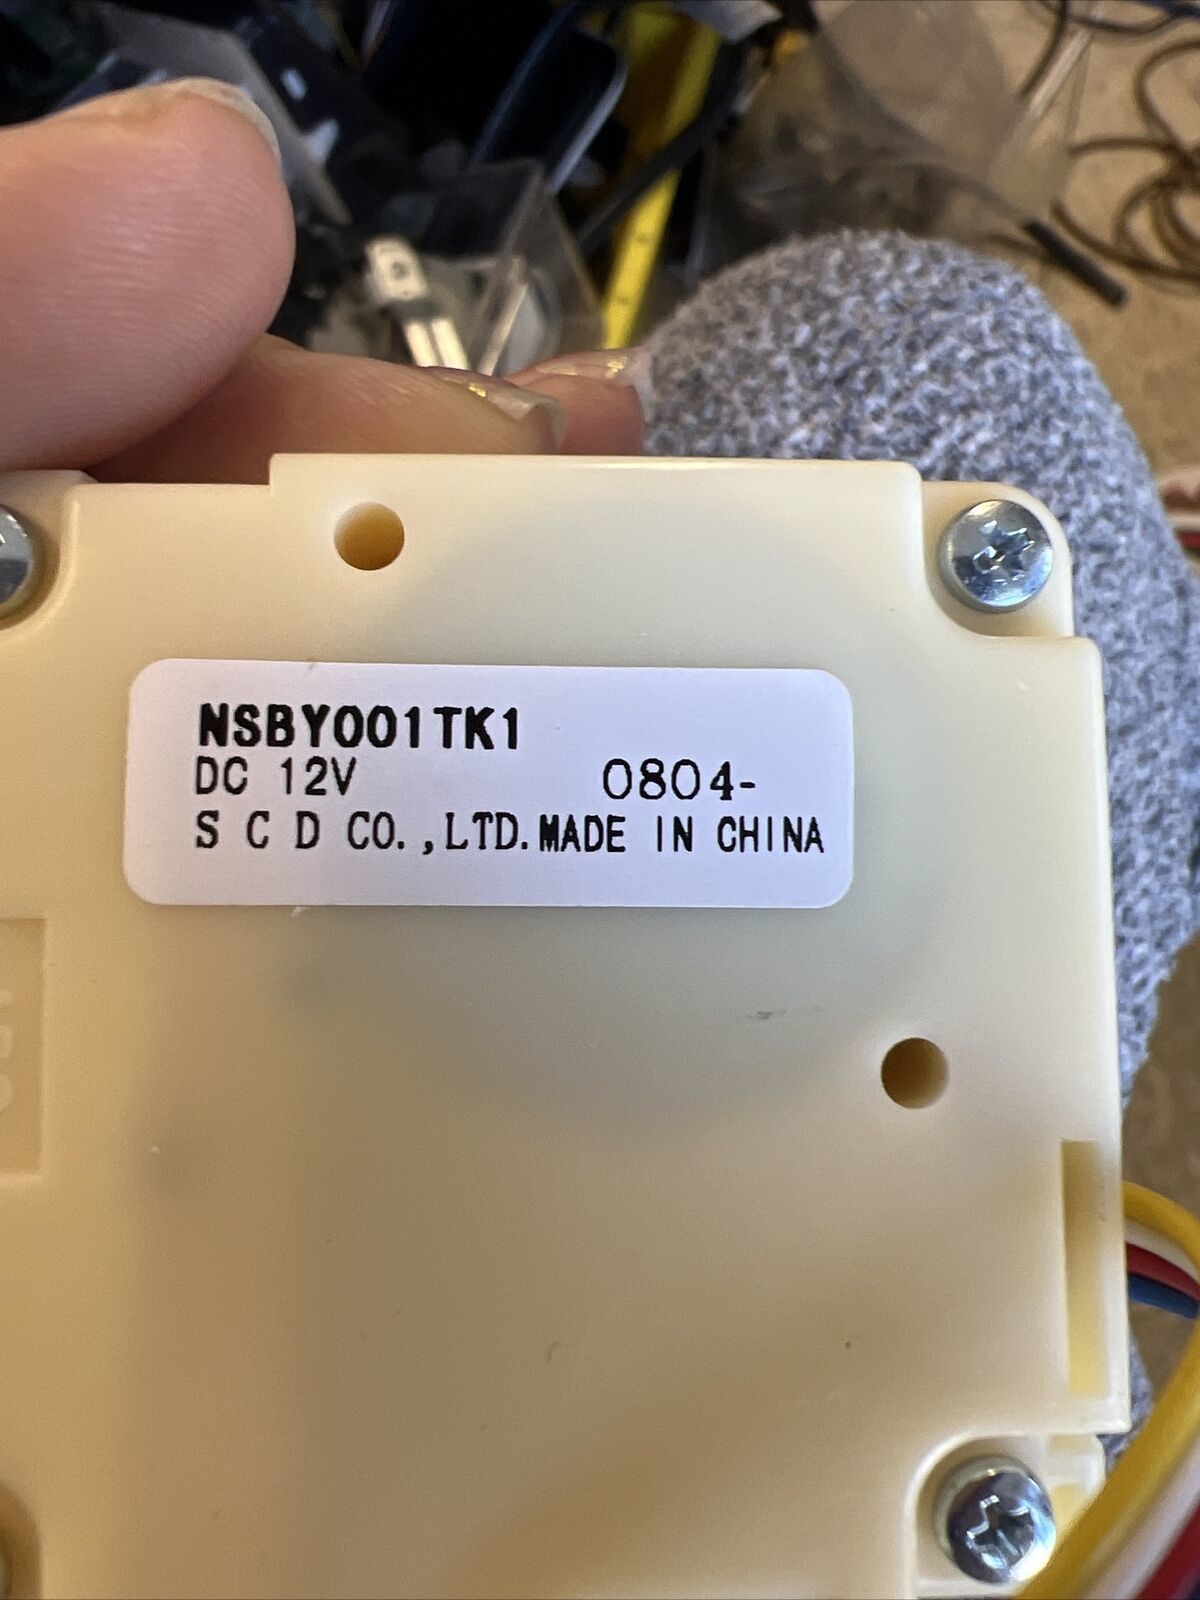 NSBY001TK1
DC 12V 0804-
S C D CO.,LTD. MADE IN CHINA